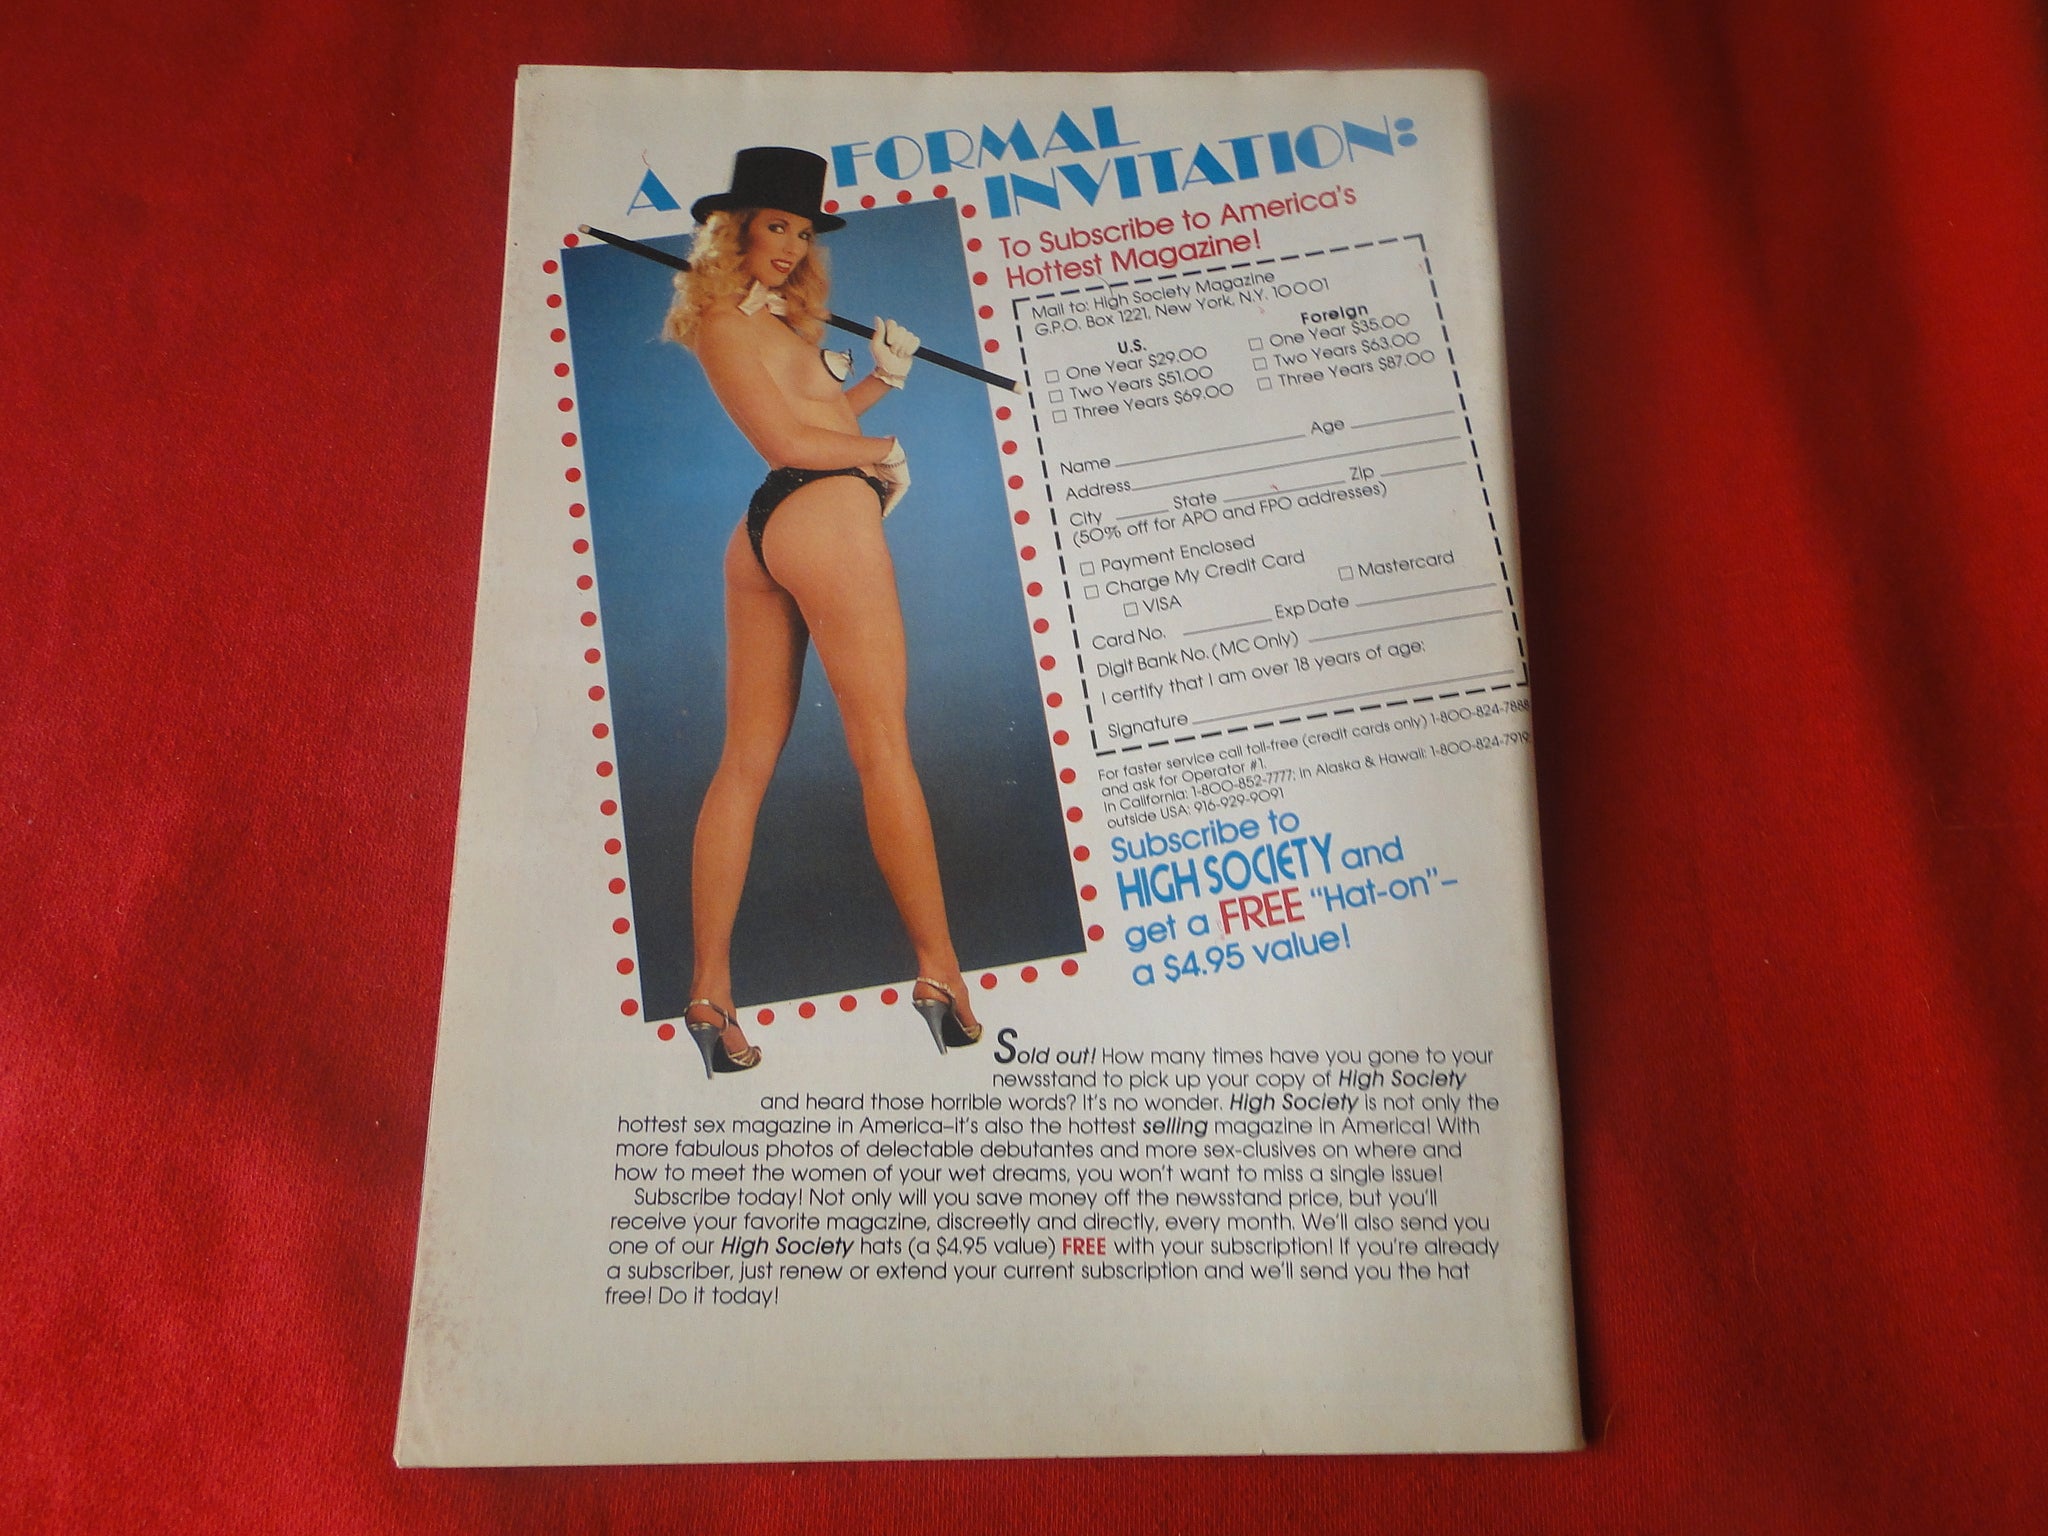 A FORMAL
INVITATION:
To Subscribe to America's
Hottest Magazine!
Mail to: High Society Magazine
G.P.O. Box 1221, New York, N.Y. 10001
U.S.
□ One Year $29.00
□ Two Years $51.00
□ Three Years $69.00
Foreign
□ One Year $35.00
□ Two Years $63.00
□ Three Years $87.00
Name Age
Address
City State Zip
(50% off for APO and FPO addresses)
□ Payment Enclosed
□ Charge My Credit Card
□ VISA □ Mastercard
Card No. Exp Date
Digit Bank No. (MC Only)
I certify that I am over 18 years of age:
Signature
For faster service call toll-free (credit cards only) 1-800-824-7888
and ask for Operator #1.
In California: 1-800-852-7777; in Alaska & Hawaii: 1-800-824-7919
outside USA: 916-929-9091
Subscribe to
HIGH SOCIETY and
get a FREE "Hat-on"–
a $4.95 value!
Sold out! How many times have you gone to your
newsstand to pick up your copy of High Society
and heard those horrible words? It's no wonder. High Society is not only the
hottest sex magazine in America–it's also the hottest selling magazine in America! With
more fabulous photos of delectable debutantes and more sex-clusives on where and
how to meet the women of your wet dreams, you won't want to miss a single issue!
Subscribe today! Not only will you save money off the newsstand price, but you'll
receive your favorite magazine, discreetly and directly, every month. We'll also send you
one of our High Society hats (a $4.95 value) FREE with your subscription! If you're already
a subscriber, just renew or extend your current subscription and we'll send you the hat
free! Do it today!